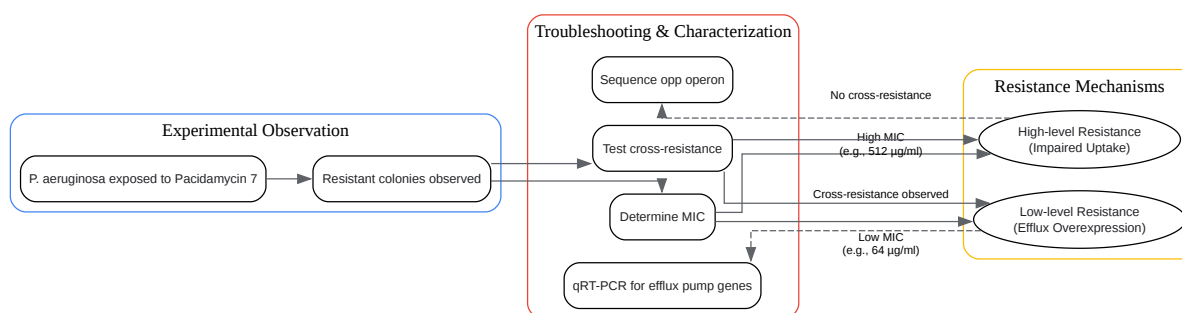 Experimental Observation
P. aeruginosa exposed to Pacidamycin 7
Resistant colonies observed
Troubleshooting & Characterization
Sequence opp operon
Test cross-resistance
Determine MIC
qRT-PCR for efflux pump genes
No cross-resistance
High MIC
(e.g., 512 µg/ml)
Cross-resistance observed
Low MIC
(e.g., 64 µg/ml)
Resistance Mechanisms
High-level Resistance
(Impaired Uptake)
Low-level Resistance
(Efflux Overexpression)